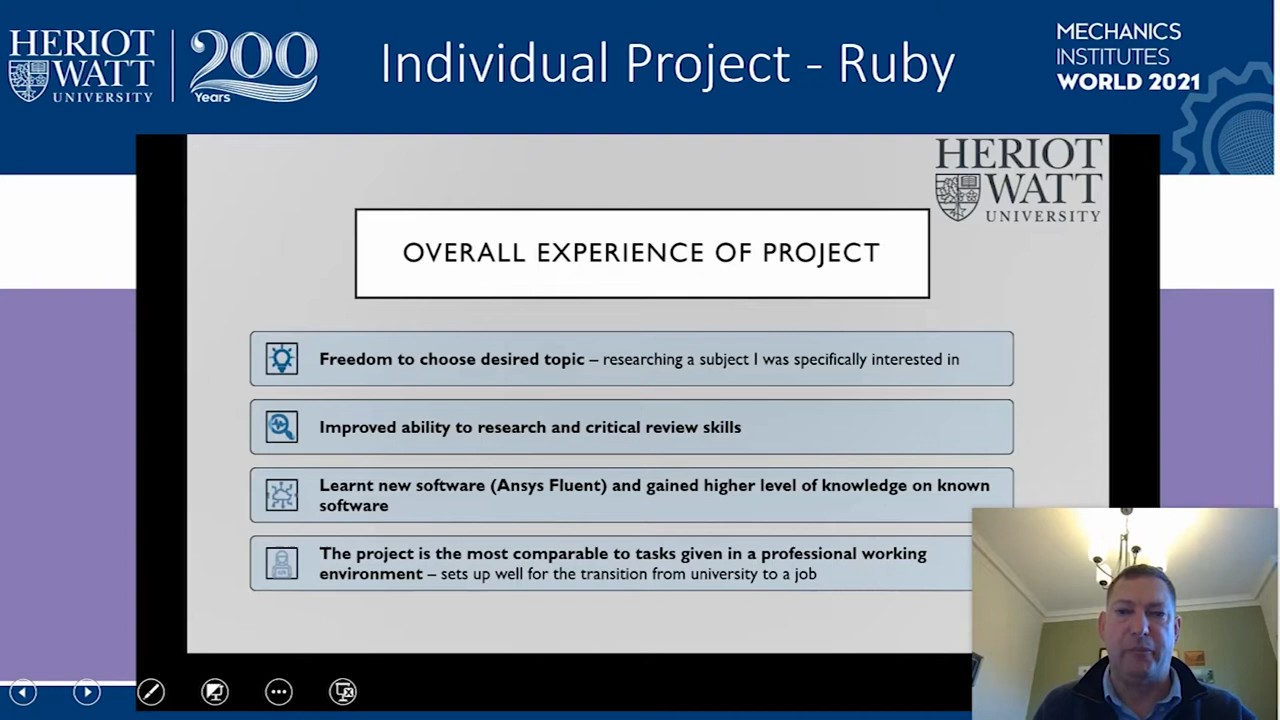 HERIOT
WATT
UNIVERSITY
200
Years
Individual Project - Ruby
MECHANICS
INSTITUTES
WORLD 2021
HERIOT
WATT
UNIVERSITY
OVERALL EXPERIENCE OF PROJECT
Freedom to choose desired topic – researching a subject I was specifically interested in
Improved ability to research and critical review skills
Learnt new software (Ansys Fluent) and gained higher level of knowledge on known
software
The project is the most comparable to tasks given in a professional working
environment – sets up well for the transition from university to a job